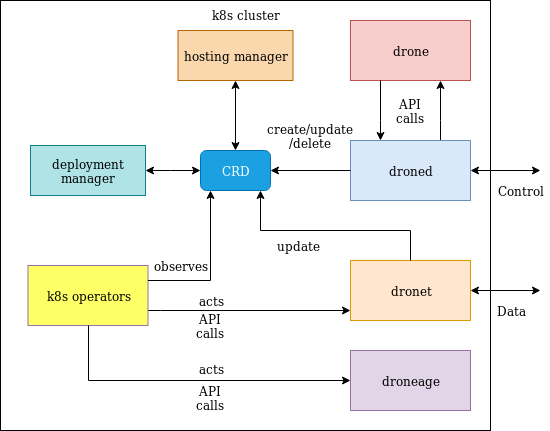 k8s cluster
hosting manager
drone
API
calls
create/update
/delete
deployment
manager
CRD
droned
Control
observes
update
k8s operators
acts
API
calls
dronet
Data
acts
API
calls
droneage